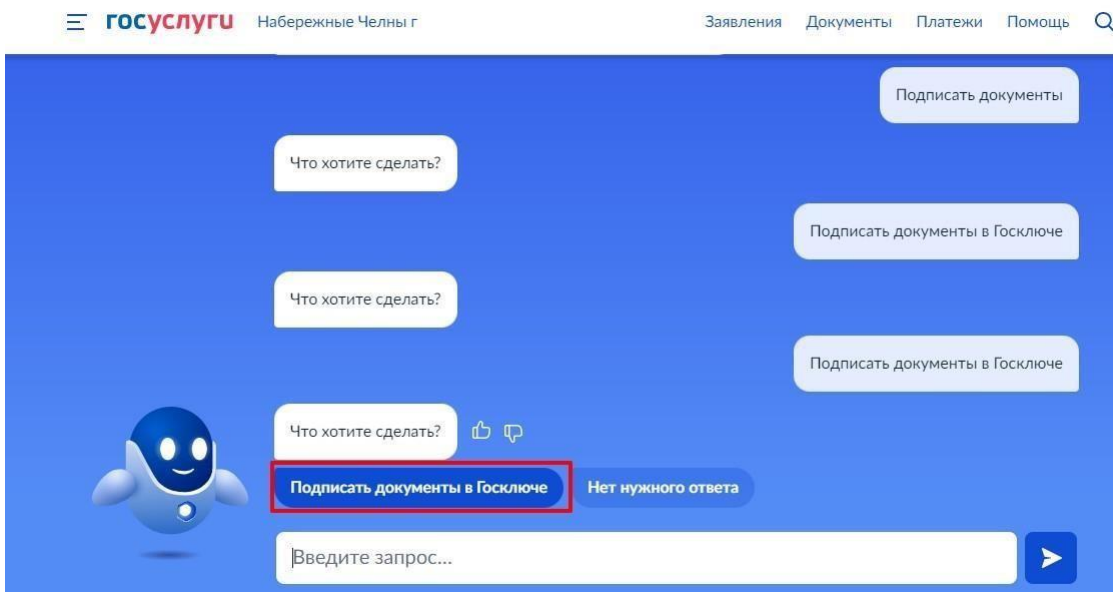 госуслуги Набережные Челны г Заявления Документы Платежи Помощь
Подписать документы
Что хотите сделать?
Подписать документы в Госключе
Что хотите сделать?
Подписать документы в Госключе
Что хотите сделать?
Подписать документы в Госключе Нет нужного ответа
Введите запрос...